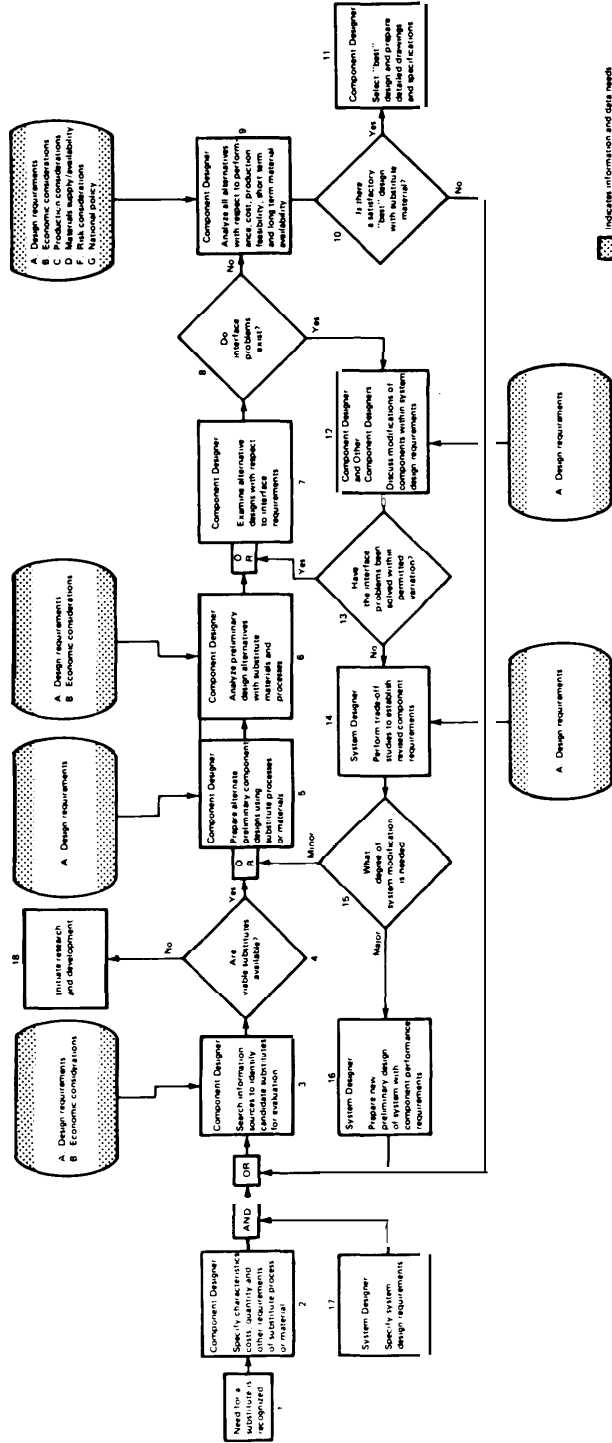 Need for a
substitute is
recognized
1
Component Designer
Specify characteristics
costs, quantity and
other requirements
of substitute process
or material
2
System Designer
Specify system
design requirements
17
AND
OR
A Design requirements
B Economic considerations
Component Designer
Search information
sources to identify
candidate substitutes
for evaluation
3
Are
viable substitutes
available?
4
No
Yes
18
Initiate research
and development
O
R
A Design requirements
Component Designer
Prepare alternate
preliminary component
designs using
substitute processes
or materials
5
A Design requirements
B Economic considerations
Component Designer
Analyze preliminary
design alternatives
with substitute
materials and
processes
6
O
R
Component Designer
Examine alternative
designs with respect
to interface
requirements
7
8
Do
interface
problems
exist?
No
Yes
A Design requirements
B Economic considerations
C Production considerations
D Materials supply/availability
F Risk considerations
G National policy
9
Component Designer
Analyze all alternatives
with respect to perform-
ance, cost, production
feasibility, short term
and long term material
availability
10
Is there
a satisfactory
"best" design
with substitute
material?
Yes
No
11
Component Designer
Select "best"
design and prepare
detailed drawings
and specifications
12
Component Designer
and Other
Component Designers
Discuss modifications of
components within system
design requirements
A Design requirements
13
Have
the interface
problems been
solved within
permitted
variation?
Yes
No
14
System Designer
Perform trade-off
studies to establish
revised component
requirements
A Design requirements
15
What
degree of
system modification
is needed
Minor
Major
16
System Designer
Prepare new
preliminary design
of system with
component performance
requirements
Indicates information and data needs